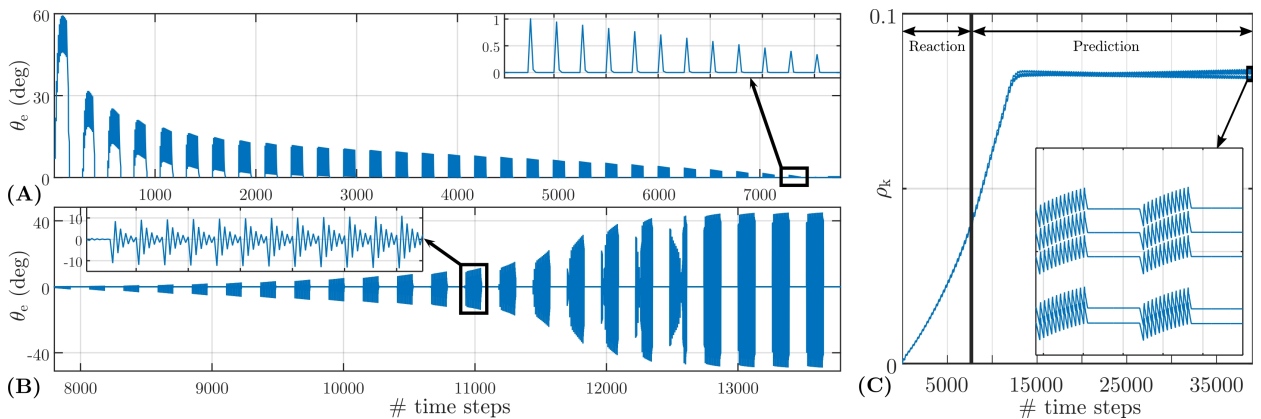 60
30
0
θe (deg)
1
0.5
0
1000 2000 3000 4000 5000 6000 7000
(A)
40
0
-40
θe (deg)
10
0
-10
8000 9000 10000 11000 12000 13000
# time steps
(B)
0.1
Reaction Prediction
ρk
0
5000 15000 25000 35000
# time steps
(C)